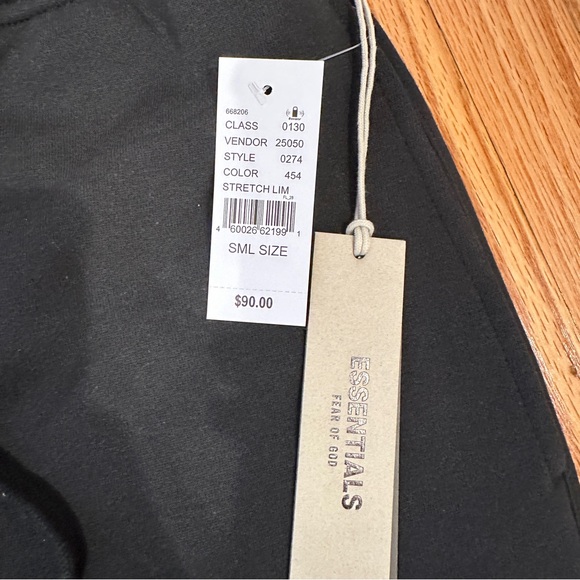 668206
CLASS 0130
VENDOR 25050
STYLE 0274
COLOR 454
STRETCH LIM
4 60026 62199 1
SML SIZE
$90.00
ESSENTIALS
FEAR OF GOD